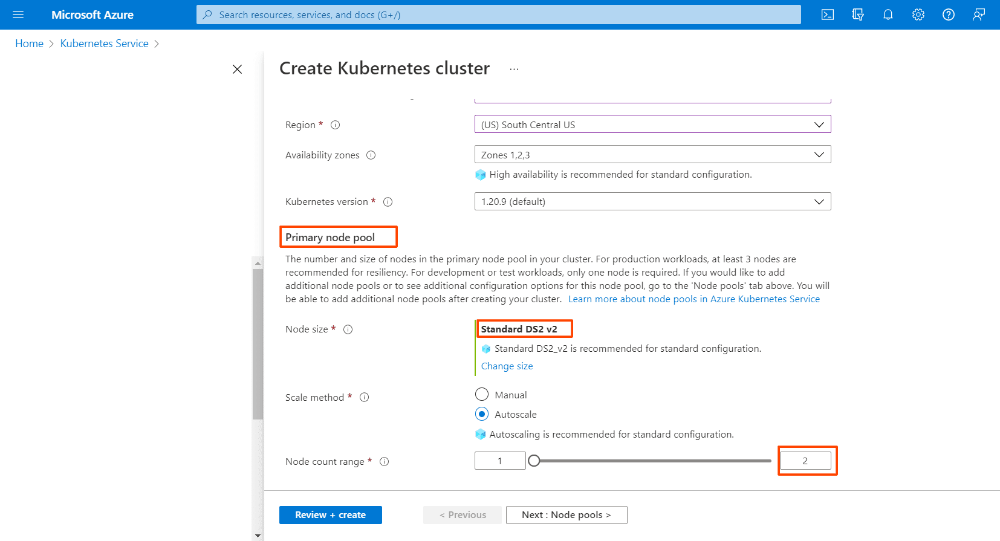 Microsoft Azure
Search resources, services, and docs (G+/)
Home > Kubernetes Service >
Create Kubernetes cluster ...
Region * (US) South Central US
Availability zones Zones 1,2,3
High availability is recommended for standard configuration.
Kubernetes version * 1.20.9 (default)
Primary node pool
The number and size of nodes in the primary node pool in your cluster. For production workloads, at least 3 nodes are
recommended for resiliency. For development or test workloads, only one node is required. If you would like to add
additional node pools or to see additional configuration options for this node pool, go to the 'Node pools' tab above. You will
be able to add additional node pools after creating your cluster. Learn more about node pools in Azure Kubernetes Service
Node size * Standard DS2 v2
Standard DS2_v2 is recommended for standard configuration.
Change size
Scale method * Manual
Autoscale
Autoscaling is recommended for standard configuration.
Node count range * 1 2
Review + create < Previous Next : Node pools >